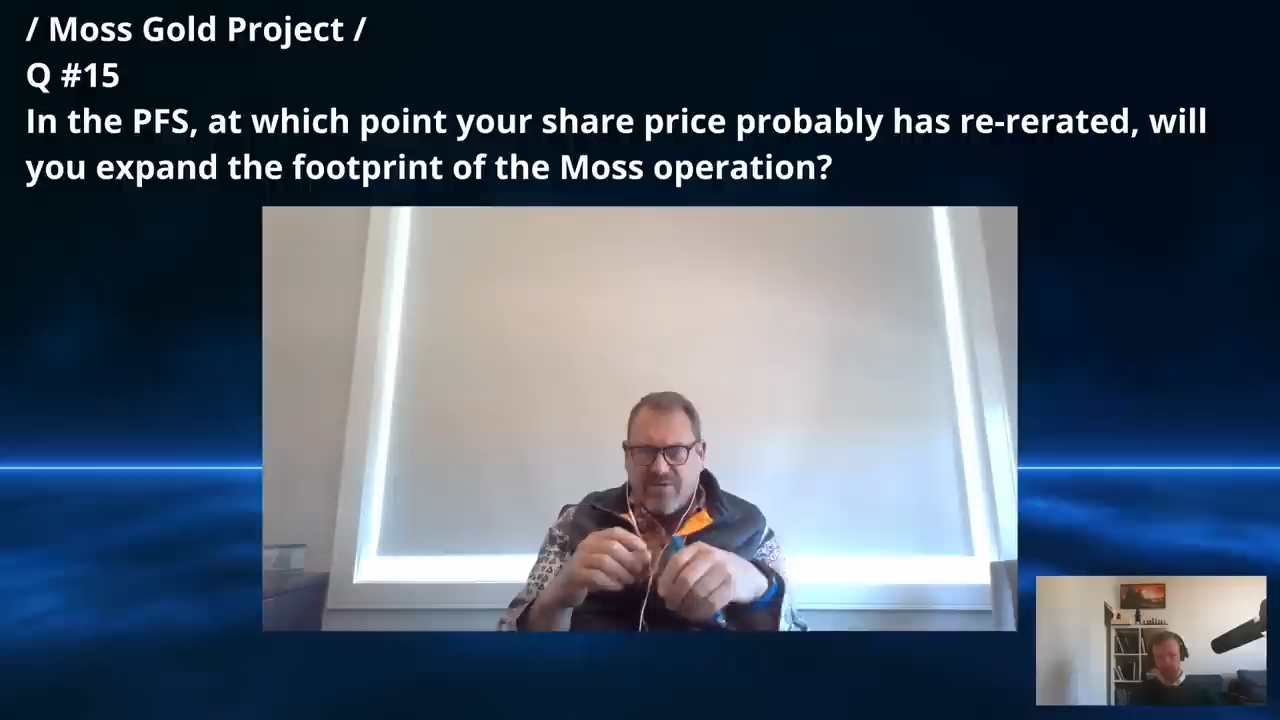 / Moss Gold Project /
Q #15
In the PFS, at which point your share price probably has re-rerated, will
you expand the footprint of the Moss operation?